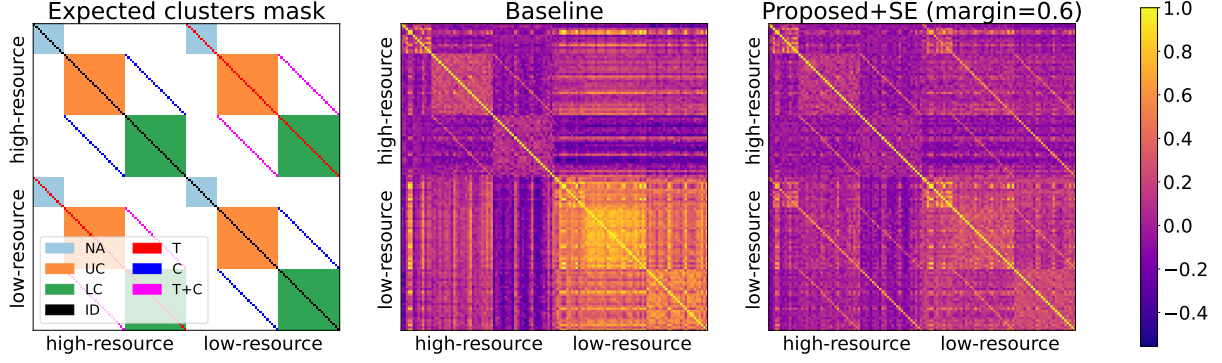 Expected clusters mask
high-resource
low-resource
NA
UC
LC
ID
T
C
T+C
high-resource low-resource
Baseline
high-resource
low-resource
high-resource low-resource
Proposed+SE (margin=0.6)
high-resource
low-resource
high-resource low-resource
1.0
0.8
0.6
0.4
0.2
0.0
−0.2
−0.4